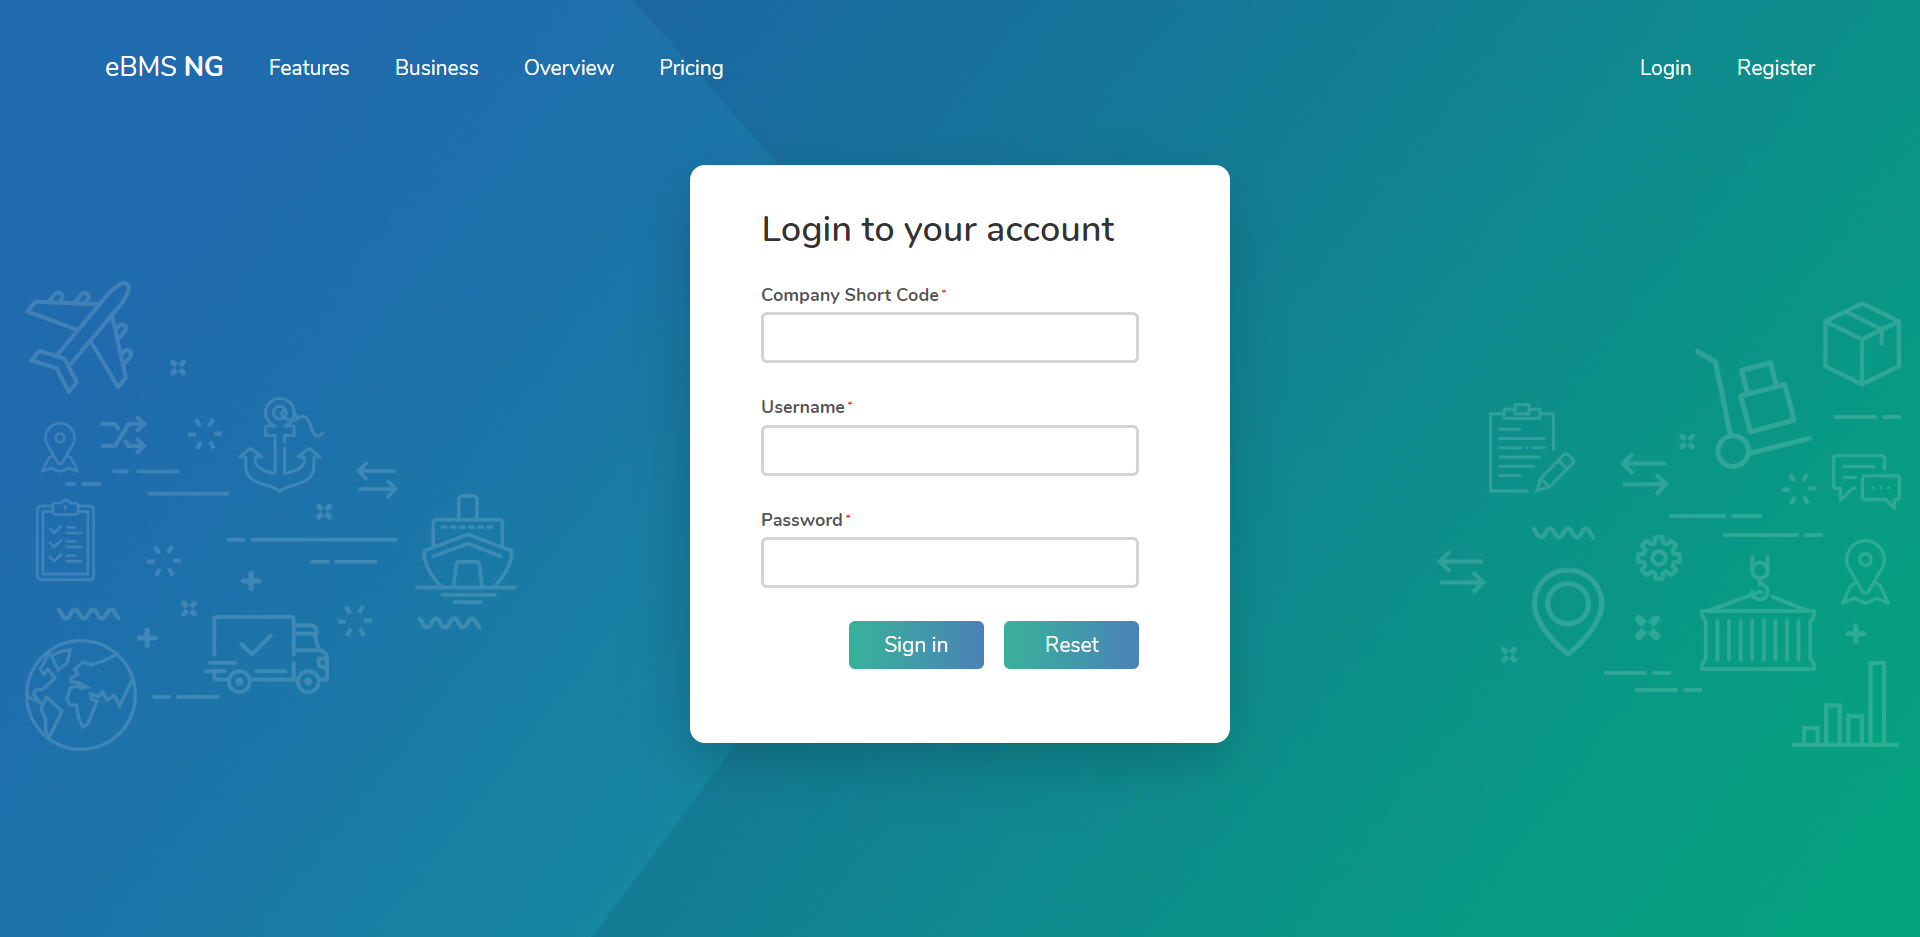 eBMS NG Features Business Overview Pricing Login Register
Login to your account
Company Short Code*
Username*
Password*
Sign in Reset